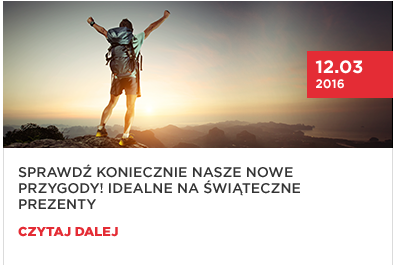 12.03
2016
SPRAWDŹ KONIECZNIE NASZE NOWE
PRZYGODY! IDEALNE NA ŚWIĄTECZNE
PREZENTY
CZYTAJ DALEJ